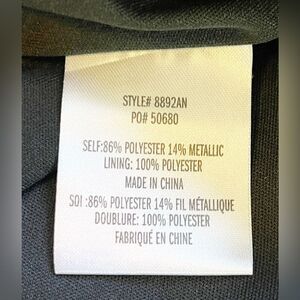 STYLE# 8892AN
PO# 50680
SELF:86% POLYESTER 14% METALLIC
LINING: 100% POLYESTER
MADE IN CHINA
SOI :86% POLYESTER 14% FIL MÉTALLIQUE
DOUBLURE: 100% POLYESTER
FABRIQUÉ EN CHINE